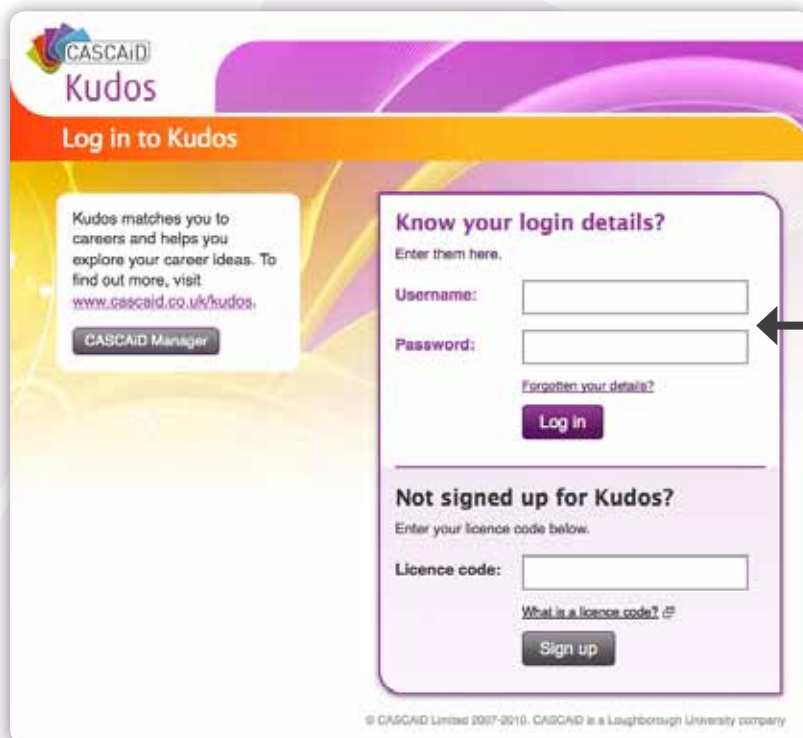 CASCAiD
Kudos
Log in to Kudos
Kudos matches you to
careers and helps you
explore your career ideas. To
find out more, visit
www.cascaid.co.uk/kudos.
CASCAiD Manager
Know your login details?
Enter them here.
Username:
Password:
Forgotten your details?
Log in
Not signed up for Kudos?
Enter your licence code below.
Licence code:
What is a licence code?
Sign up
© CASCAiD Limited 2007-2010. CASCAiD is a Loughborough University company